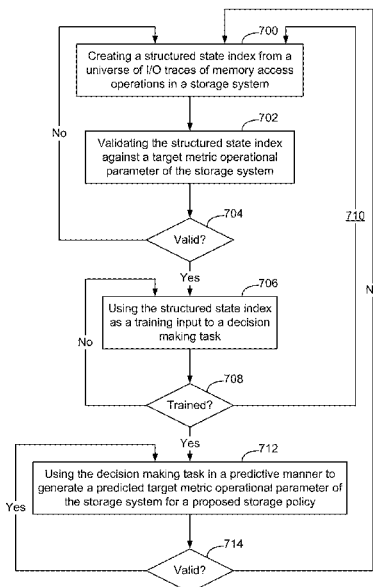 700
Creating a structured state index from a
universe of I/O traces of memory access
operations in a storage system
702
No
Validating the structured state index
against a target metric operational
parameter of the storage system
704
710
Valid?
Yes
706
N
Using the structured state index
as a training input to a decision
making task
No
708
Trained?
Yes
712
Using the decision making task in a predictive manner to
generate a predicted target metric operational parameter
of the storage system for a proposed storage policy
Yes
714
Valid?